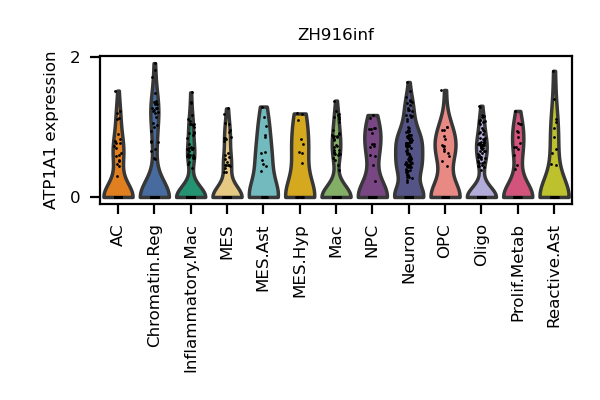 ZH916inf
ATP1A1 expression
2
0
AC
Chromatin.Reg
Inflammatory.Mac
MES
MES.Ast
MES.Hyp
Mac
NPC
Neuron
OPC
Oligo
Prolif.Metab
Reactive.Ast